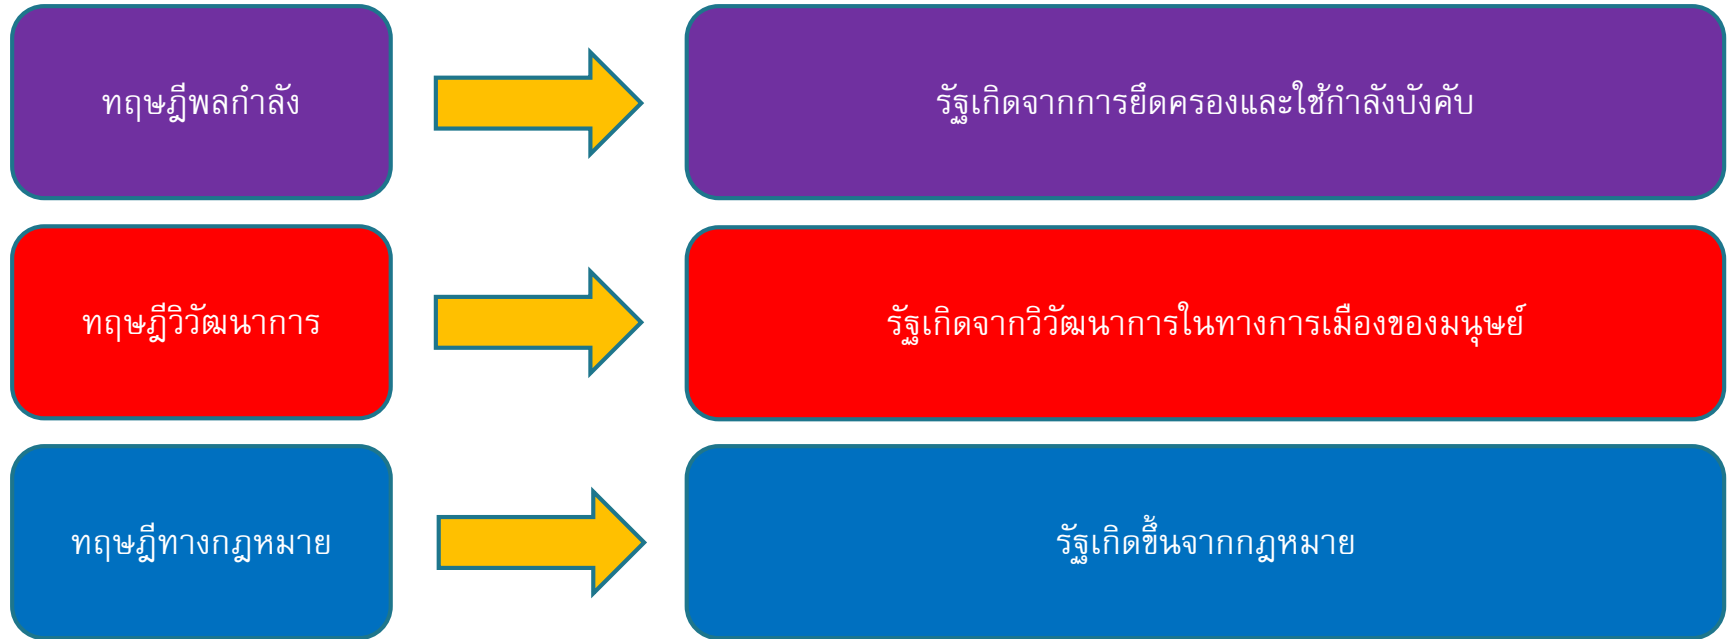 ทฤษฎีพลกำลัง
รัฐเกิดจากการยึดครองและใช้กำลังบังคับ
ทฤษฎีวิวัฒนาการ
รัฐเกิดจากวิวัฒนาการในทางการเมืองของมนุษย์
ทฤษฎีทางกฎหมาย
รัฐเกิดขึ้นจากกฎหมาย